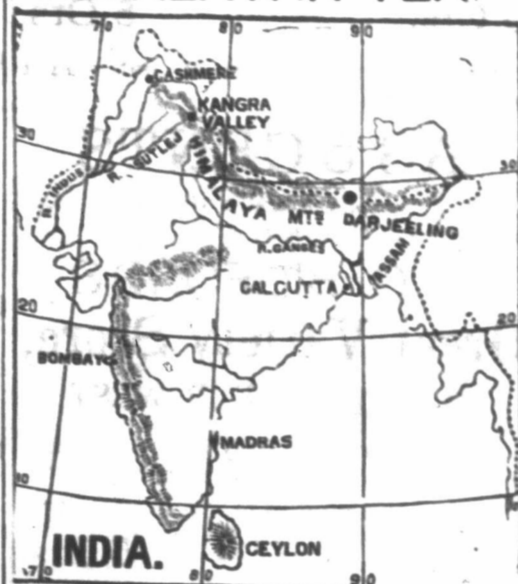 70 80 90
CASHMERE
KANGRA
VALLEY
30 R. SUTLEJ 30
R. INDUS
HIMALAYA MTS DARJEELING
R. GANGES
ASSAM
CALCUTTA
20 20
BOMBAY
MADRAS
10
INDIA.
CEYLON
70 80 90